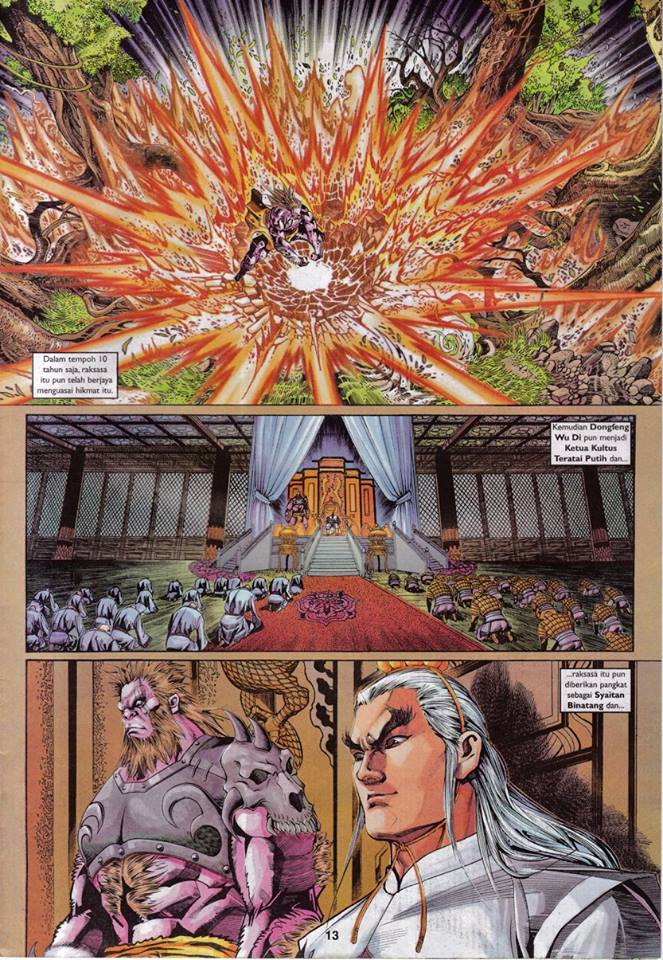 Dalam tempoh 10
tahun saja, raksasa
itu pun telah berjaya
menguasai hikmat itu.
Kemudian Dongfeng
Wu Di pun menjadi
Ketua Kultus
Teratai Putih dan...
...raksasa itu pun
diberikan pangkat
sebagai Syaitan
Binatang dan...
13